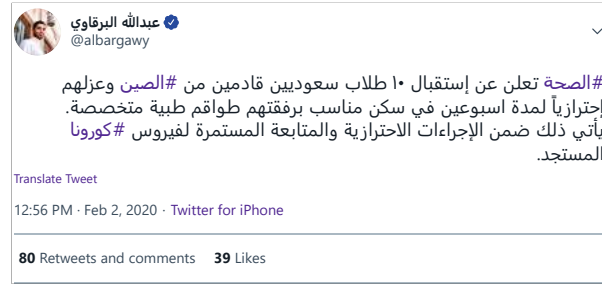 عبدالله البرقاوي
@albargawy
#الصحة تعلن عن إستقبال ١٠ طلاب سعوديين قادمين من #الصين وعزلهم
إحترازياً لمدة اسبوعين في سكن مناسب برفقتهم طواقم طبية متخصصة.
يأتي ذلك ضمن الإجراءات الاحترازية والمتابعة المستمرة لفيروس #كورونا
المستجد.
Translate Tweet
12:56 PM · Feb 2, 2020 · Twitter for iPhone
80 Retweets and comments 39 Likes